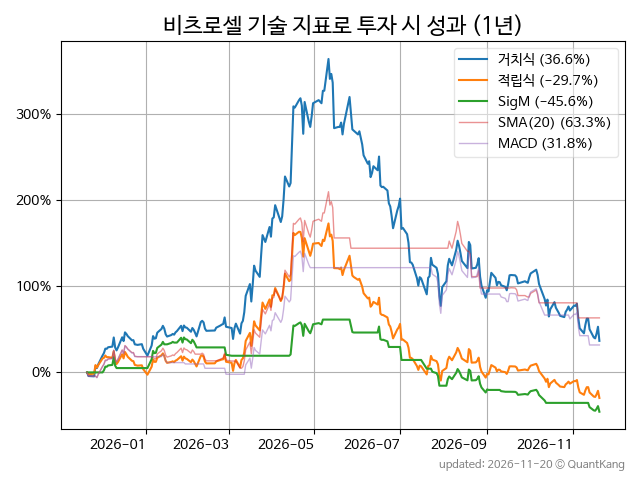 비츠로셀 기술 지표로 투자 시 성과 (1년)
거치식 (36.6%)
적립식 (-29.7%)
SigM (-45.6%)
SMA(20) (63.3%)
MACD (31.8%)
300%
200%
100%
0%
2026-01 2026-03 2026-05 2026-07 2026-09 2026-11
updated: 2026-11-20 © QuantKang